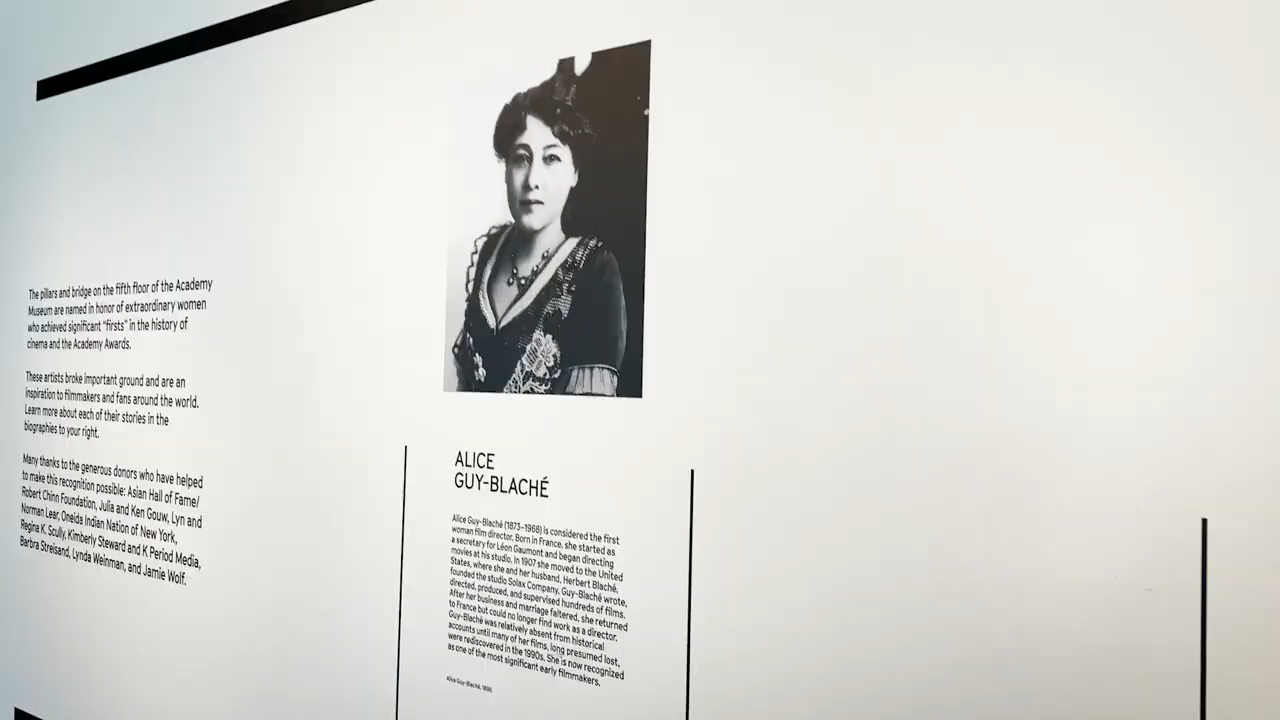 The pillars and bridge on the fifth floor of the Academy
Museum are named in honor of extraordinary women
who achieved significant “firsts” in the history of
cinema and the Academy Awards.
These artists broke important ground and are an
inspiration to filmmakers and fans around the world.
Learn more about each of their stories in the
biographies to your right.
Many thanks to the generous donors who have helped
to make this recognition possible: Asian Hall of Fame/
Robert Chinn Foundation, Julia and Ken Gouw, Lyn and
Norman Lear, Oneida Indian Nation of New York,
Regina K. Scully, Kimberly Steward and K Period Media,
Barbra Streisand, Lynda Weinman, and Jamie Wolf.
ALICE
GUY-BLACHÉ
Alice Guy-Blaché (1873–1968) is considered the first
woman film director. Born in France, she started as
a secretary for Léon Gaumont and began directing
movies at his studio. In 1907 she moved to the United
States, where she and her husband, Herbert Blaché,
founded the studio Solax Company. Guy-Blaché wrote,
directed, produced, and supervised hundreds of films.
After her business and marriage faltered, she returned
to France but could no longer find work as a director.
Guy-Blaché was relatively absent from historical
accounts until many of her films, long presumed lost,
were rediscovered in the 1990s. She is now recognized
as one of the most significant early filmmakers.
Alice Guy-Blaché, 1896